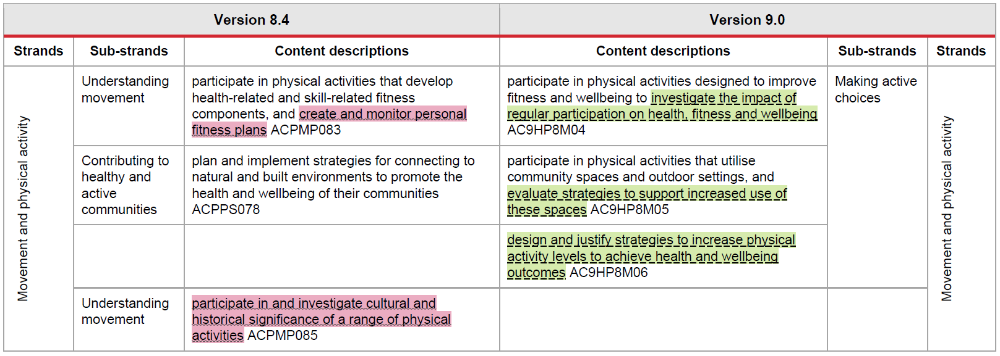 Version 8.4
Version 9.0
Strands
Sub-strands
Content descriptions
Content descriptions
Sub-strands
Strands
Movement and physical activity
Understanding
movement
participate in physical activities that develop
health-related and skill-related fitness
components, and create and monitor personal
fitness plans ACPMP083
participate in physical activities designed to improve
fitness and wellbeing to investigate the impact of
regular participation on health, fitness and wellbeing
AC9HP8M04
Making active
choices
Movement and physical activity
Contributing to
healthy and
active
communities
plan and implement strategies for connecting to
natural and built environments to promote the
health and wellbeing of their communities
ACPPS078
participate in physical activities that utilise
community spaces and outdoor settings, and
evaluate strategies to support increased use of
these spaces AC9HP8M05
design and justify strategies to increase physical
activity levels to achieve health and wellbeing
outcomes AC9HP8M06
Understanding
movement
participate in and investigate cultural and
historical significance of a range of physical
activities ACPMP085